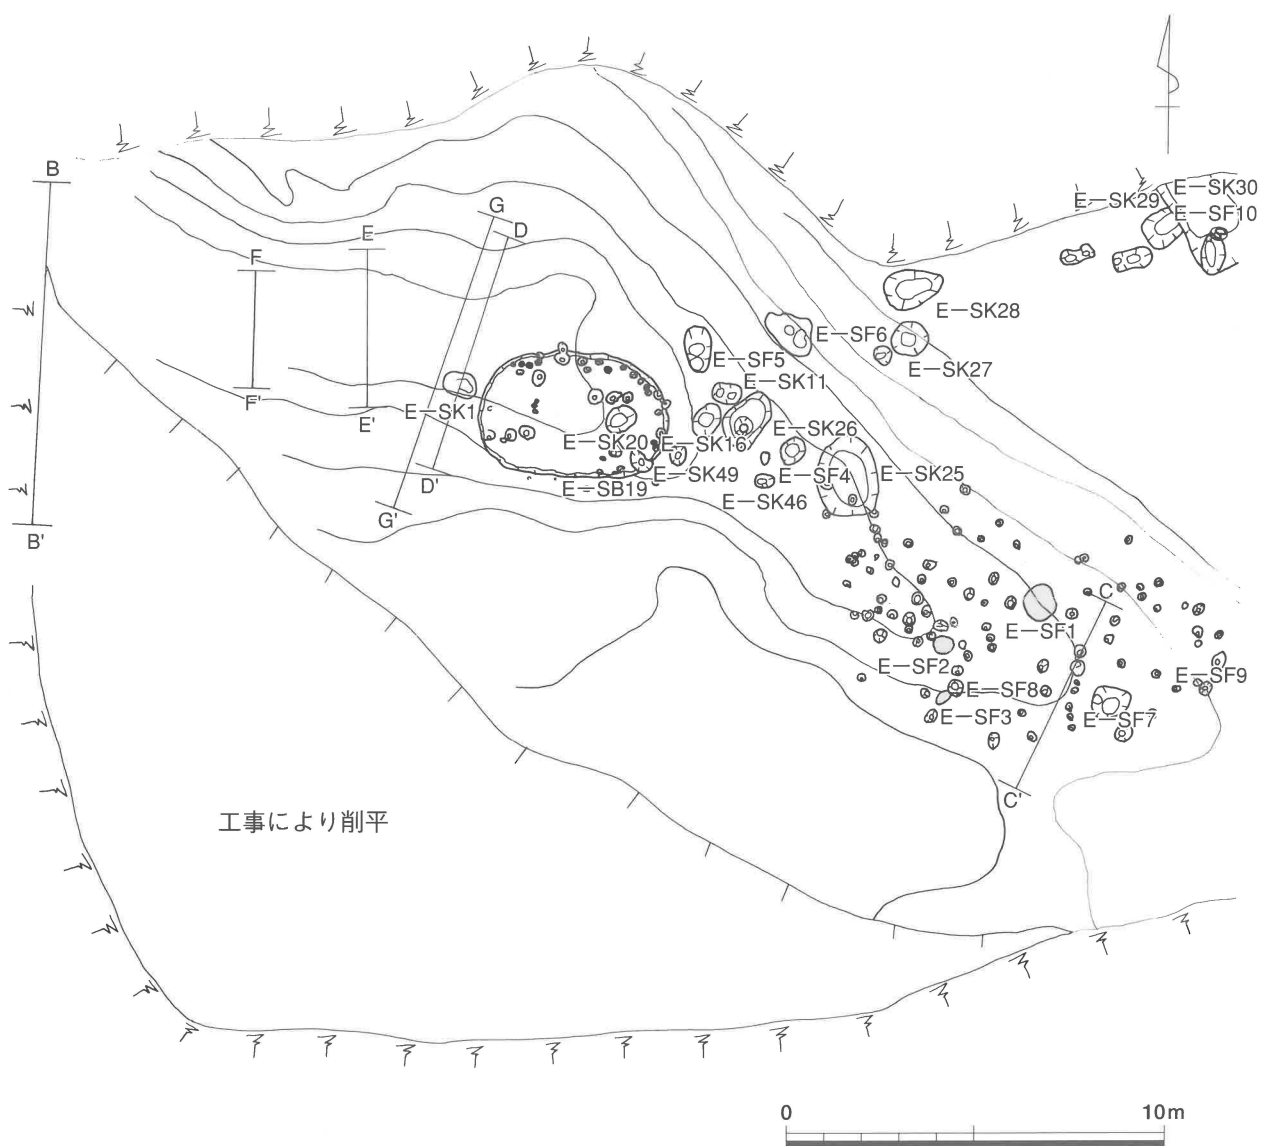 B
E-SK30
E-SK29
E-SF10
G
D
E
F
E-SK28
E-SF6
E-SF5
E-SK27
E-SK11
F'
E'
E-SK1
E-SK26
E-SK20
E-SK16
E-SK49
E-SF4
E-SK25
D'
E-SB19
E-SK46
G'
B'
C
E-SF1
E-SF2
E-SF9
E-SF8
E-SF3
E-SF7
C'
工事により削平
0
10m